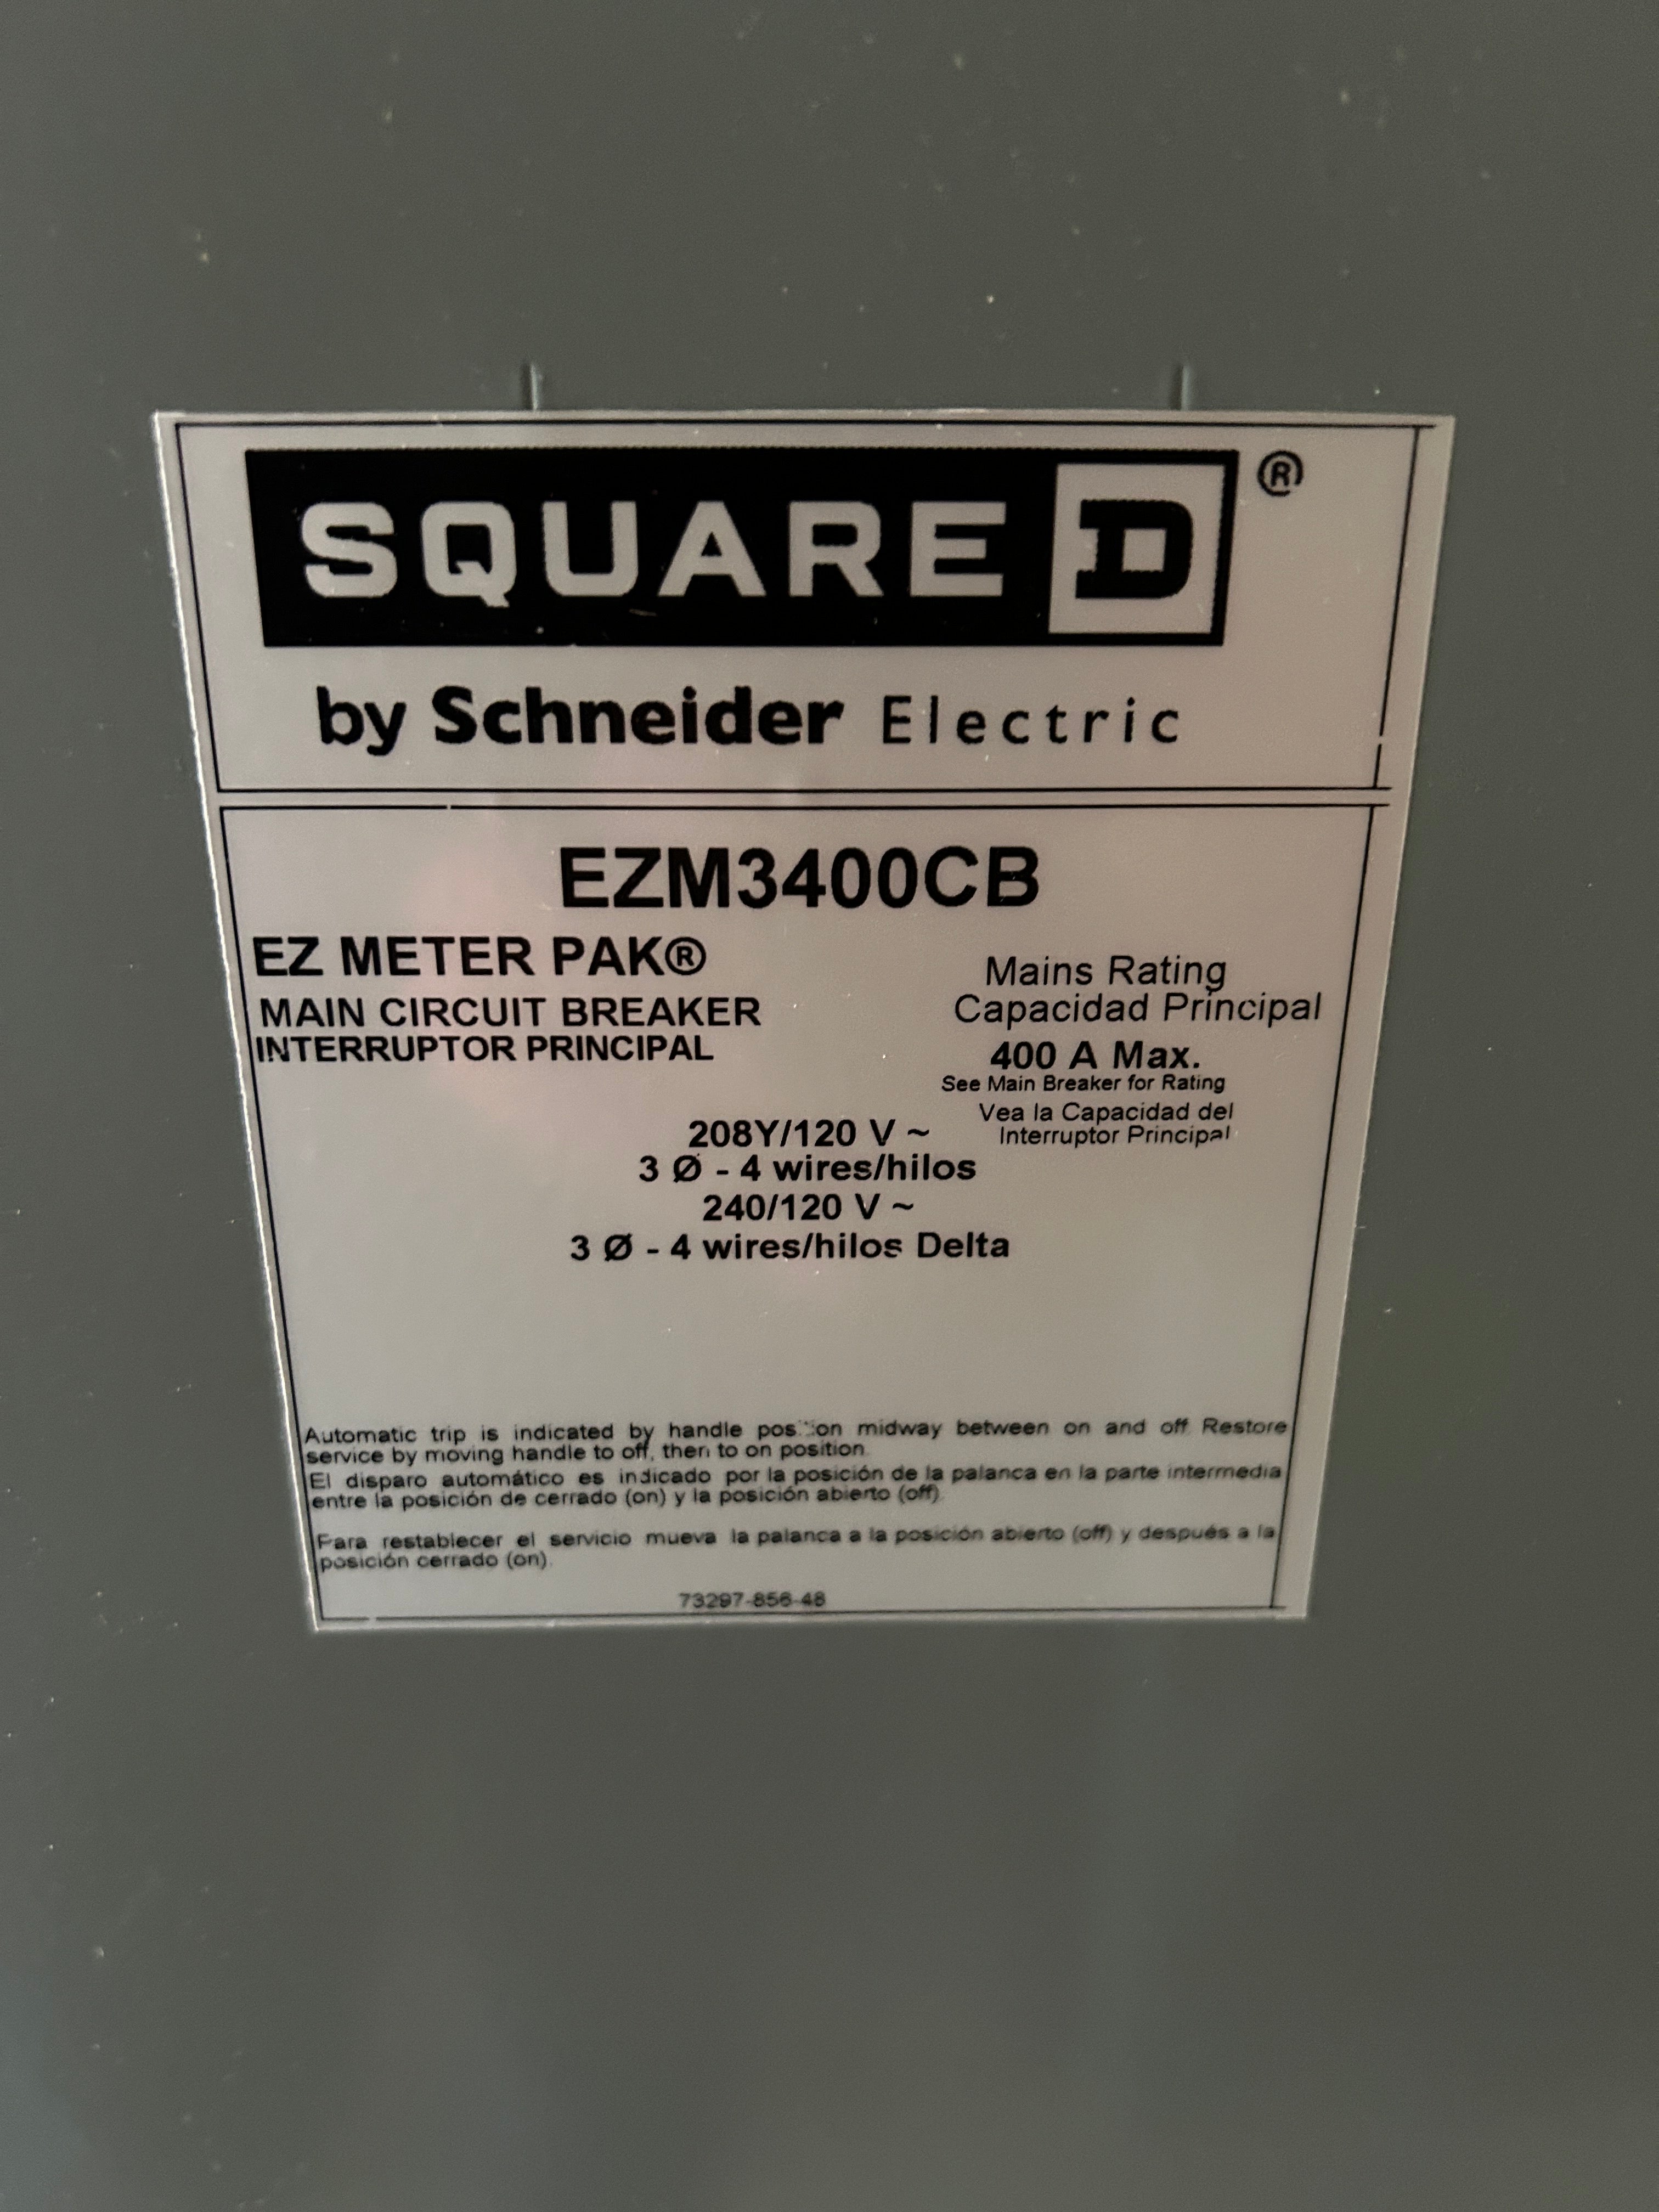 SQUARE D ®
by Schneider Electric
EZM3400CB
EZ METER PAK®
MAIN CIRCUIT BREAKER
INTERRUPTOR PRINCIPAL
Mains Rating
Capacidad Principal
400 A Max.
See Main Breaker for Rating
Vea la Capacidad del
Interruptor Principal
208Y/120 V ~
3 Ø - 4 wires/hilos
240/120 V ~
3 Ø - 4 wires/hilos Delta
Automatic trip is indicated by handle position midway between on and off Restore
service by moving handle to off, then to on position
El disparo automático es indicado por la posición de la palanca en la parte intermedia
entre la posición de cerrado (on) y la posición abierto (off)
Para restablecer el servicio mueva la palanca a la posición abierto (off) y después a la
posición cerrado (on)
73297-856-48